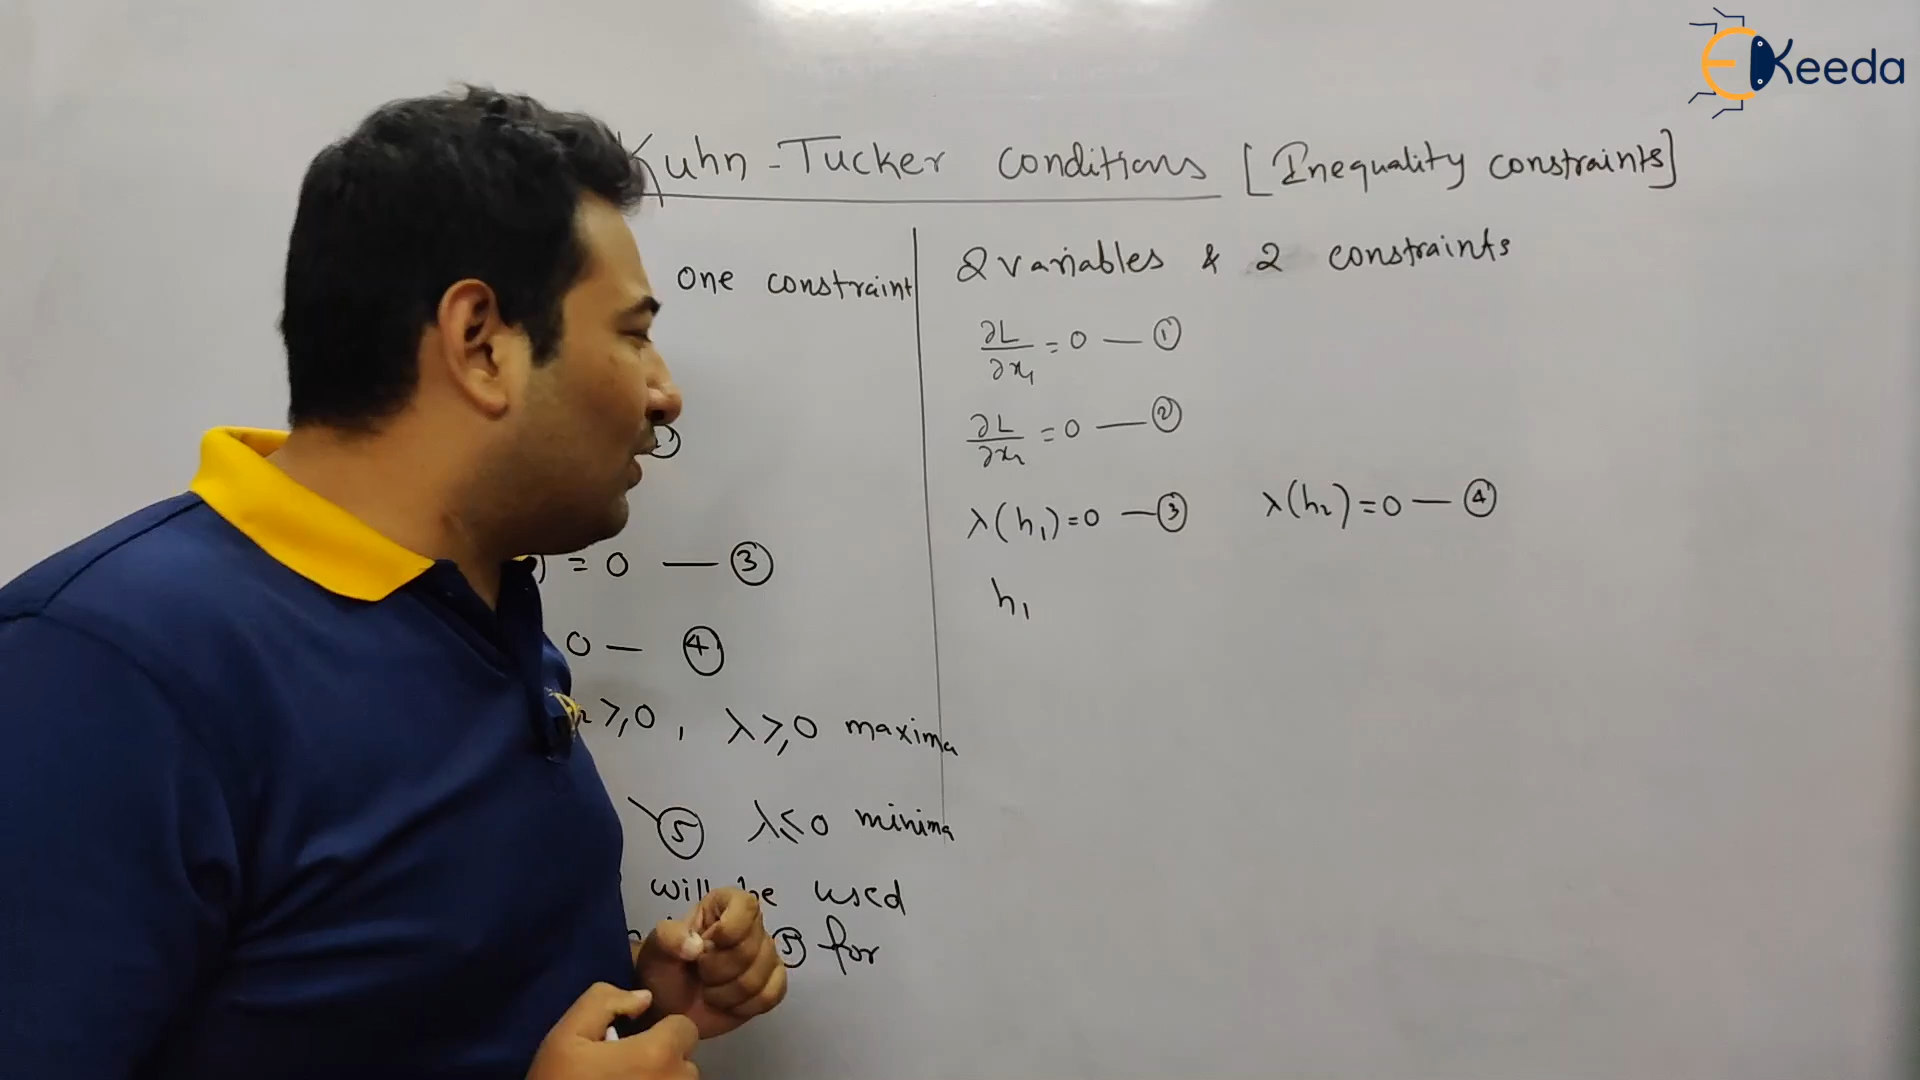 EKeeda
Kuhn-Tucker Conditions [Inequality constraints]
one constraint
①
) = 0 — ③
0 — ④
≥0, λ≥0 maxima
⑤ λ≤0 minima
will be used
⑤ for
2 variables & 2 constraints
∂L/∂x₁ = 0 — ①
∂L/∂x₂ = 0 — ②
λ(h₁)=0 — ③ λ(h₂)=0 — ④
h₁